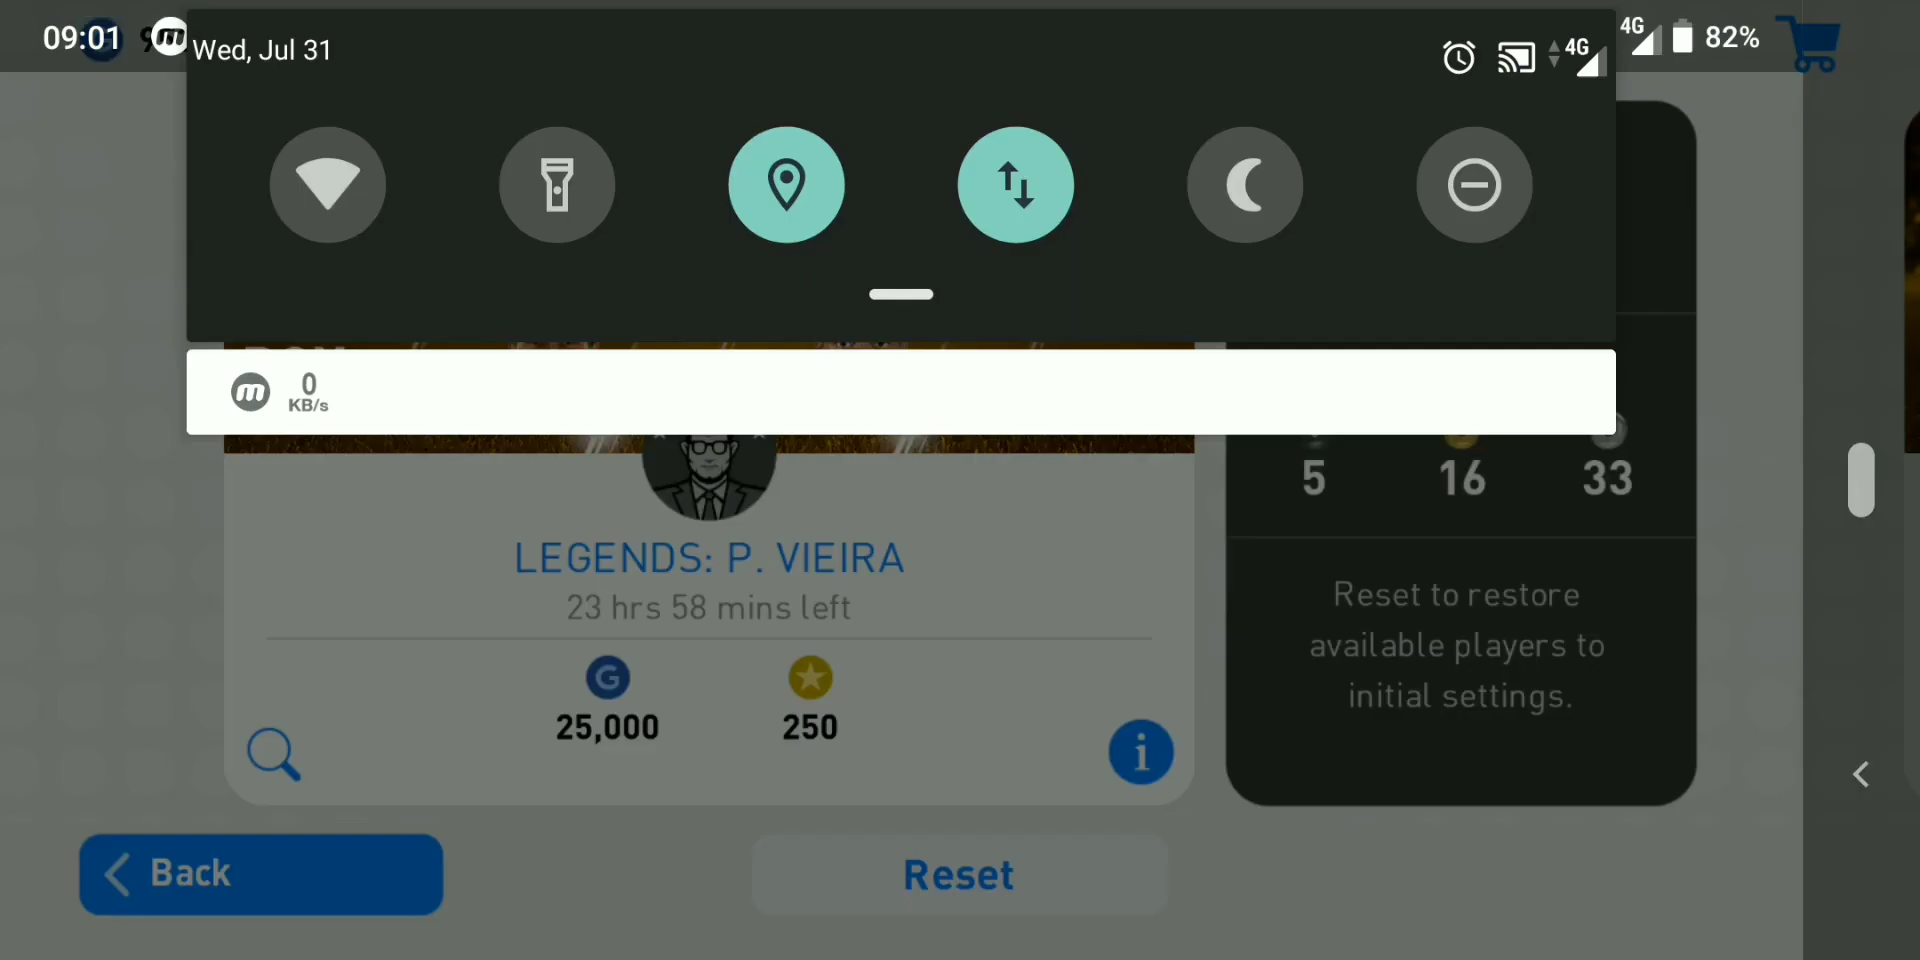 09:01
Wed, Jul 31
4G
4G
82%
0
KB/s
5
16
33
LEGENDS: P. VIEIRA
23 hrs 58 mins left
25,000
250
Reset to restore
available players to
initial settings.
Back
Reset